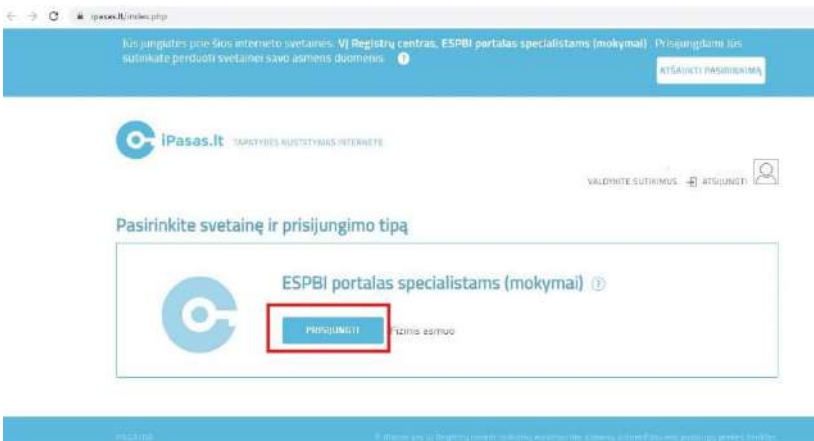 ipasas.lt/index.php
Jūs jungiatės prie šios interneto svetainės: VĮ Registrų centras, ESPBI portalas specialistams (mokymai). Prisijungdami Jūs
sutinkate perduoti svetainei savo asmens duomenis.
ATŠAUKTI PASIRINKIMĄ
iPasas.lt TAPATYBĖS NUSTATYMAS INTERNETE
VALDYKITE SUTIKIMUS ATSIJUNGTI
Pasirinkite svetainę ir prisijungimo tipą
ESPBI portalas specialistams (mokymai)
PRISIJUNGTI Fizinis asmuo